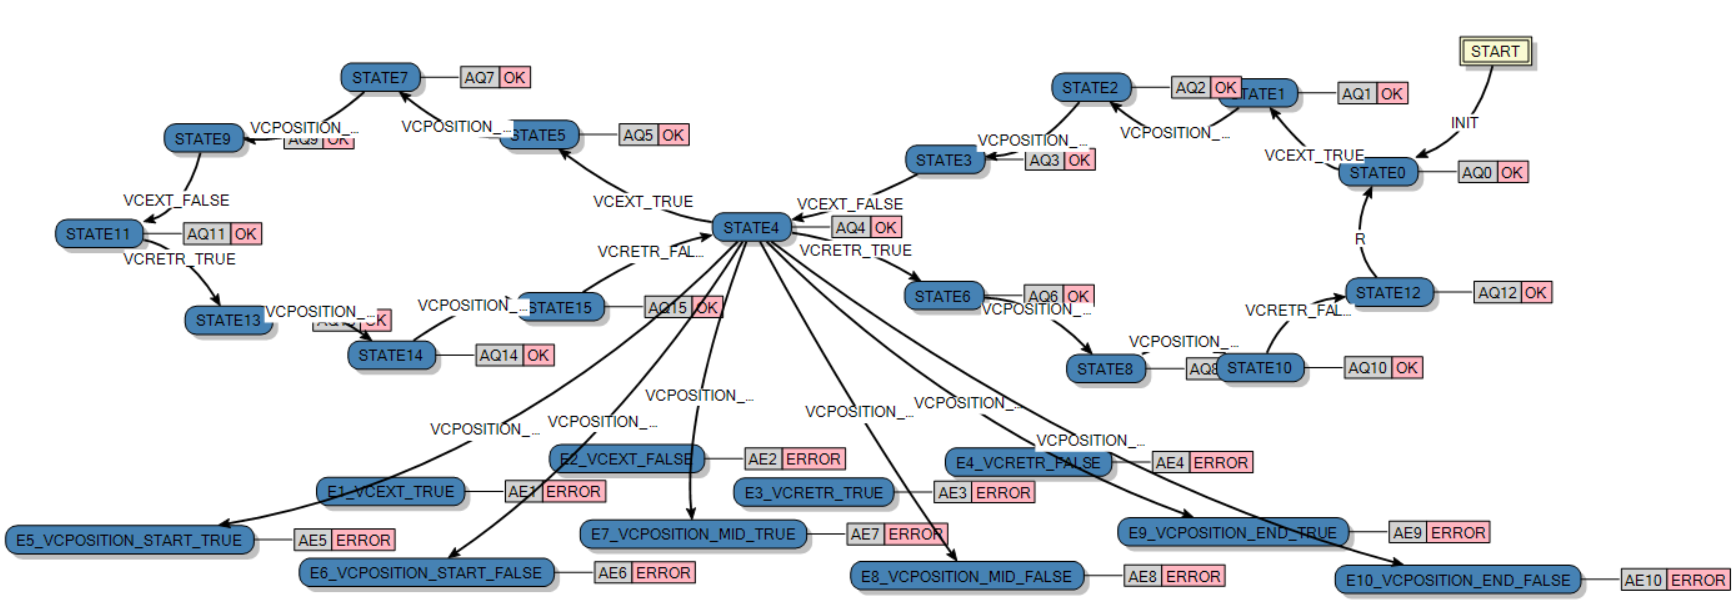 START
STATE7 AQ7 OK
STATE2 AQ2 OK
AQ1 OK
INIT
VCPOSITION_...
VCPOSITION_...
VCPOSITION_...
STATE9
AQ9 OK
AQ5 OK
VCPOSITION_...
VCEXT_TRUE
STATE3 AQ3 OK
STATE0 AQ0 OK
VCEXT_FALSE
VCEXT_TRUE
VCEXT_FALSE
STATE11 AQ11 OK
STATE4 AQ4 OK
R
VCRETR_TRUE
VCRETR_FAL...
VCRETR_TRUE
STATE6 AQ6 OK
STATE12 AQ12 OK
STATE13
VCPOSITION_...
VCPOSITION_...
STATE15 AQ15 OK
VCPOSITION_...
VCRETR_FAL...
STATE14 AQ14 OK
VCPOSITION_...
STATE8
STATE10 AQ10 OK
VCPOSITION_...
VCPOSITION_...
VCPOSITION_...
VCPOSITION_...
VCPOSITION_...
VCPOSITION_...
E2_VCEXT_FALSE AE2 ERROR
E4_VCRETR_FALSE AE4 ERROR
E1_VCEXT_TRUE AE1 ERROR
E3_VCRETR_TRUE AE3 ERROR
E5_VCPOSITION_START_TRUE AE5 ERROR
E7_VCPOSITION_MID_TRUE AE7 ERROR
E9_VCPOSITION_END_TRUE AE9 ERROR
E6_VCPOSITION_START_FALSE AE6 ERROR
E8_VCPOSITION_MID_FALSE AE8 ERROR
E10_VCPOSITION_END_FALSE AE10 ERROR